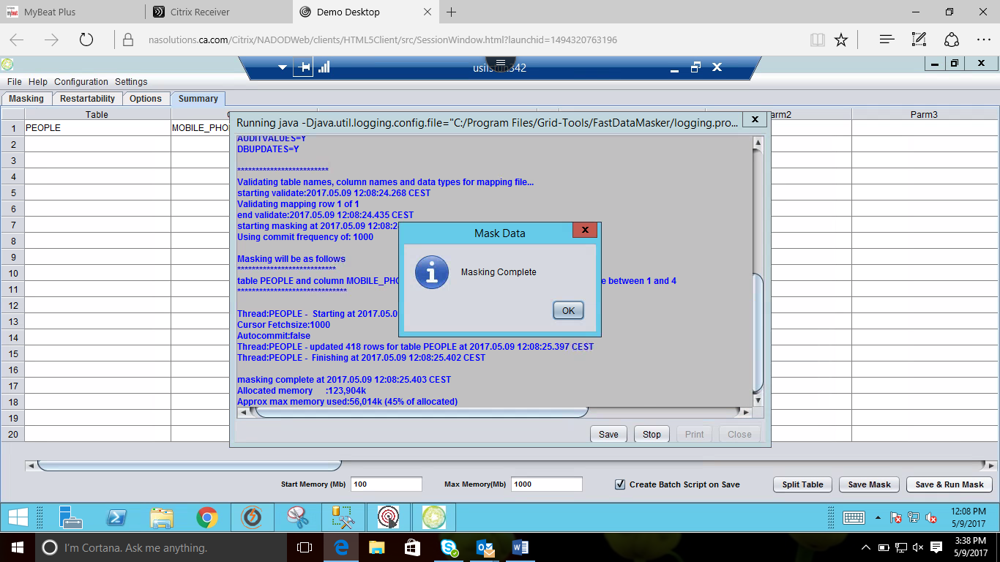 MyBeat Plus
Citrix Receiver
Demo Desktop
nasolutions.ca.com/Citrix/NADODWeb/clients/HTML5Client/src/SessionWindow.html?launchid=1494320763196
File Help Configuration Settings
Masking Restartability Options Summary
Table
Parm3
1 PEOPLE
2
3
4
5
6
7
8
9
10
11
12
13
14
15
16
17
18
19
20
Running java -Djava.util.logging.config.file="C:/Program Files/Grid-Tools/FastDataMasker/logging.pro...
AUDITVALUES=Y
DBUPDATES=Y
*************************
Validating table names, column names and data types for mapping file...
starting validate:2017.05.09 12:08:24.268 CEST
Validating mapping row 1 of 1
end validate:2017.05.09 12:08:24.435 CEST
starting masking at 2017.05.09 12:08:2
Using commit frequency of: 1000
Masking will be as follows
***************************
table PEOPLE and column MOBILE_PHO e between 1 and 4
******************************
Thread:PEOPLE - Starting at 2017.05.0
Cursor Fetchsize:1000
Autocommit:false
Thread:PEOPLE - updated 418 rows for table PEOPLE at 2017.05.09 12:08:25.397 CEST
Thread:PEOPLE - Finishing at 2017.05.09 12:08:25.402 CEST
masking complete at 2017.05.09 12:08:25.403 CEST
Allocated memory :123,904k
Approx max memory used:56,014k (45% of allocated)
Mask Data
Masking Complete
OK
Save Stop Print Close
Start Memory (Mb) 100 Max Memory(Mb) 1000 Create Batch Script on Save Split Table Save Mask Save & Run Mask
12:08 PM
5/9/2017
I'm Cortana. Ask me anything.
3:38 PM
5/9/2017